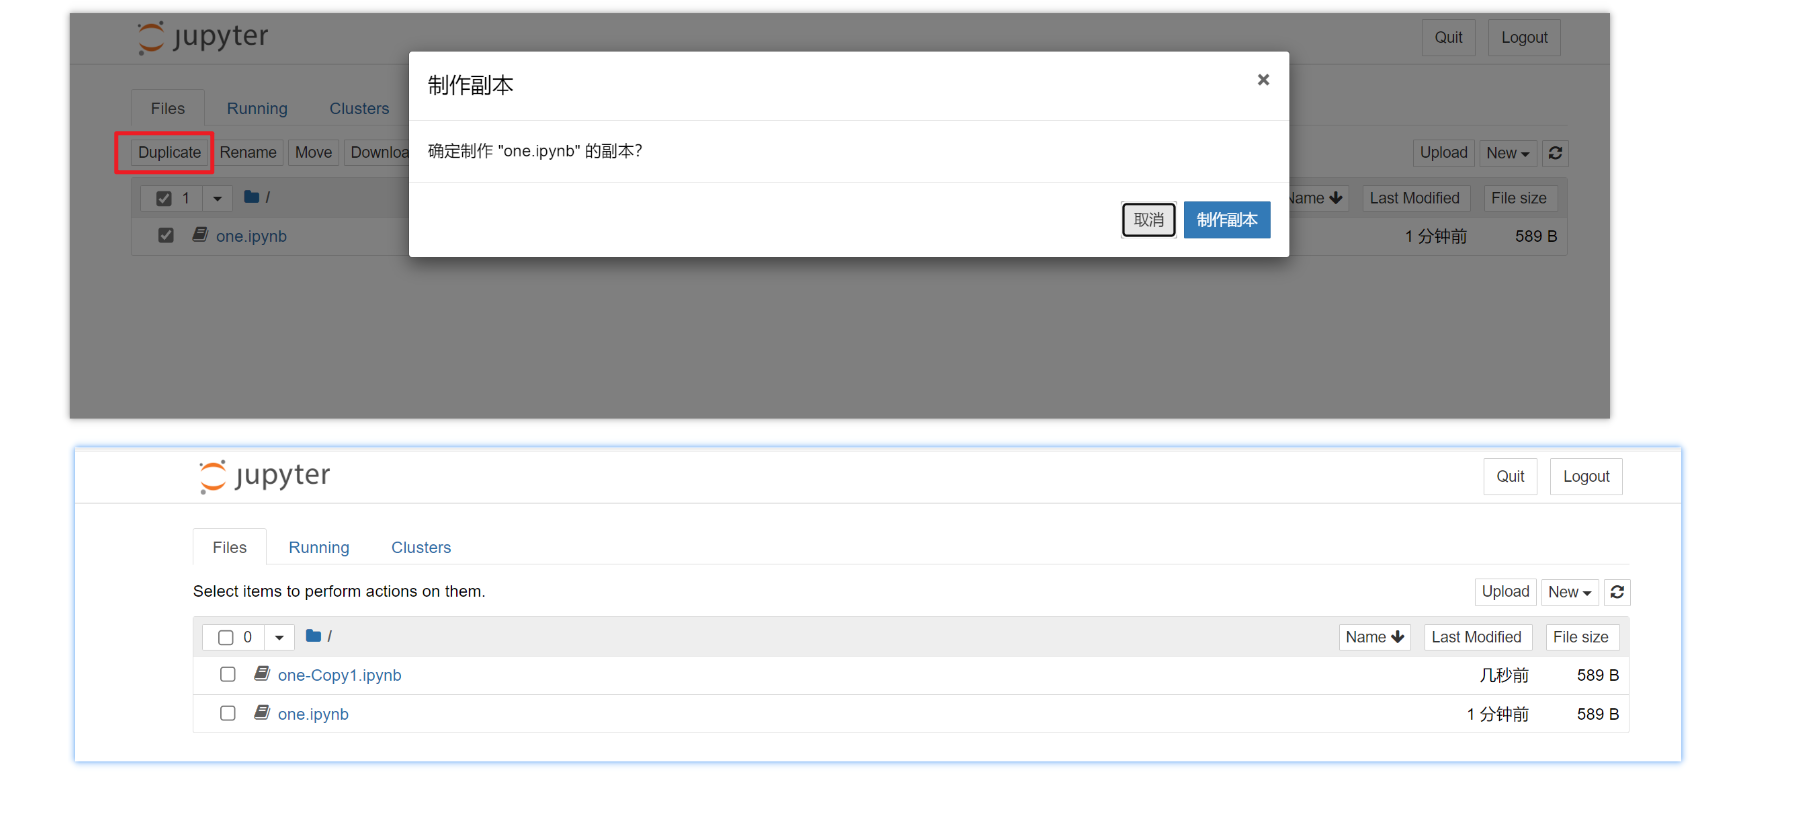 jupyter
Quit
Logout
制作副本
×
Files
Running
Clusters
确定制作 "one.ipynb" 的副本?
Duplicate
Rename
Move
Upload
New
取消
制作副本
1
/
Last Modified
File size
one.ipynb
1 分钟前
589 B
jupyter
Quit
Logout
Files
Running
Clusters
Select items to perform actions on them.
Upload
New
0
/
Name
Last Modified
File size
one-Copy1.ipynb
几秒前
589 B
one.ipynb
1 分钟前
589 B